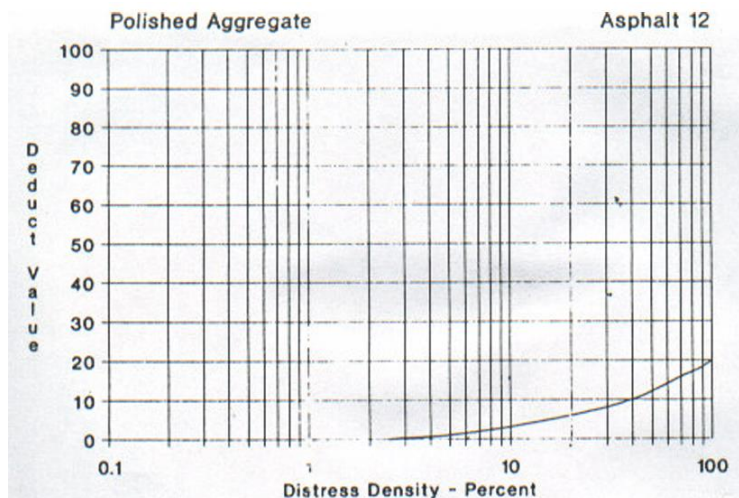 Polished Aggregate Asphalt 12
100
90
80
70
60
50
40
30
20
10
0
Deduct Value
0.1 1 10 100
Distress Density - Percent